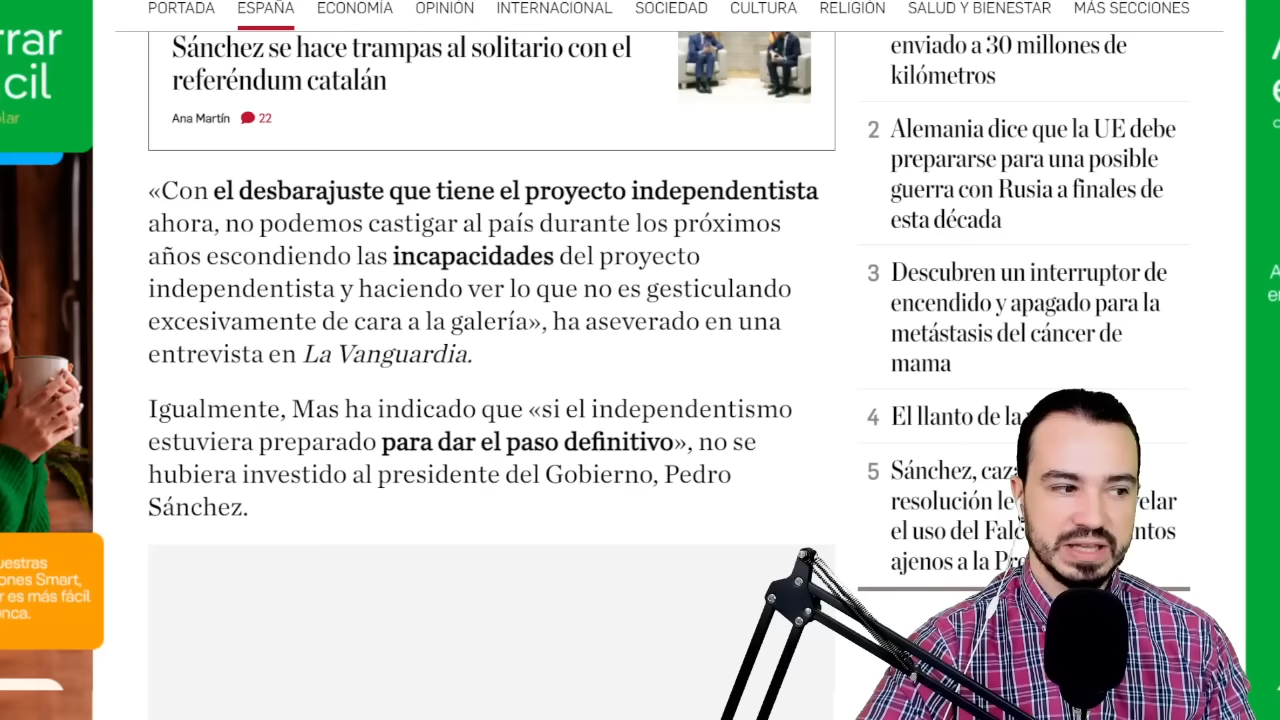 PORTADA ESPAÑA ECONOMÍA OPINIÓN INTERNACIONAL SOCIEDAD CULTURA RELIGIÓN SALUD Y BIENESTAR MÁS SECCIONES
Sánchez se hace trampas al solitario con el
referéndum catalán
Ana Martín 22
«Con el desbarajuste que tiene el proyecto independentista
ahora, no podemos castigar al país durante los próximos
años escondiendo las incapacidades del proyecto
independentista y haciendo ver lo que no es gesticulando
excesivamente de cara a la galería», ha aseverado en una
entrevista en La Vanguardia.
Igualmente, Mas ha indicado que «si el independentismo
estuviera preparado para dar el paso definitivo», no se
hubiera investido al presidente del Gobierno, Pedro
Sánchez.
enviado a 30 millones de
kilómetros
2 Alemania dice que la UE debe
prepararse para una posible
guerra con Rusia a finales de
esta década
3 Descubren un interruptor de
encendido y apagado para la
metástasis del cáncer de
mama
4 El llanto de la
5 Sánchez,
resolución
el uso del
ajenos a la
Smart,
es más fácil